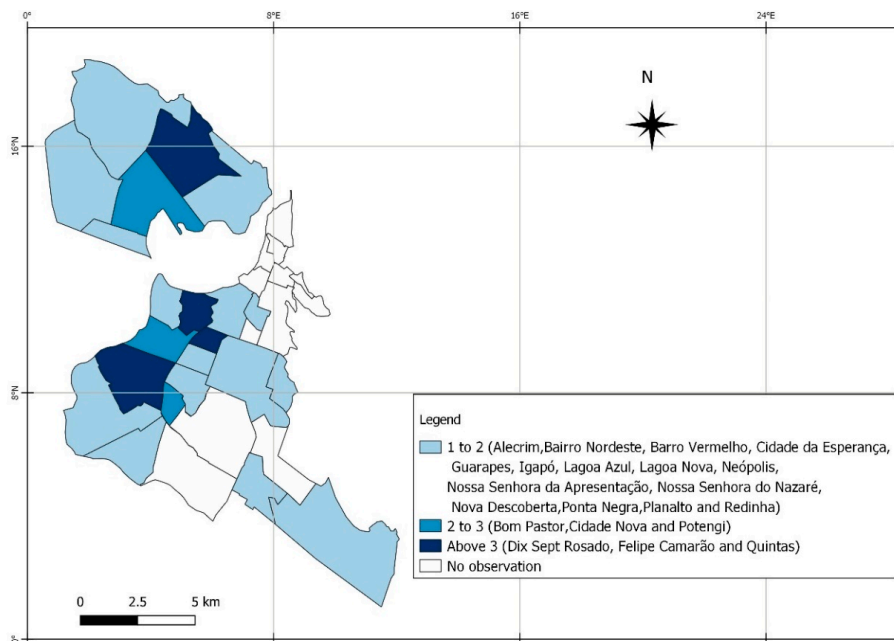 0° 8°E 16°E 24°E
N
16°N
8°N
Legend
1 to 2 (Alecrim,Bairro Nordeste, Barro Vermelho, Cidade da Esperança,
Guarapes, Igapó, Lagoa Azul, Lagoa Nova, Neópolis,
Nossa Senhora da Apresentação, Nossa Senhora do Nazaré,
Nova Descoberta,Ponta Negra,Planalto and Redinha)
2 to 3 (Bom Pastor,Cidade Nova and Potengi)
Above 3 (Dix Sept Rosado, Felipe Camarão and Quintas)
No observation
0 2.5 5 km